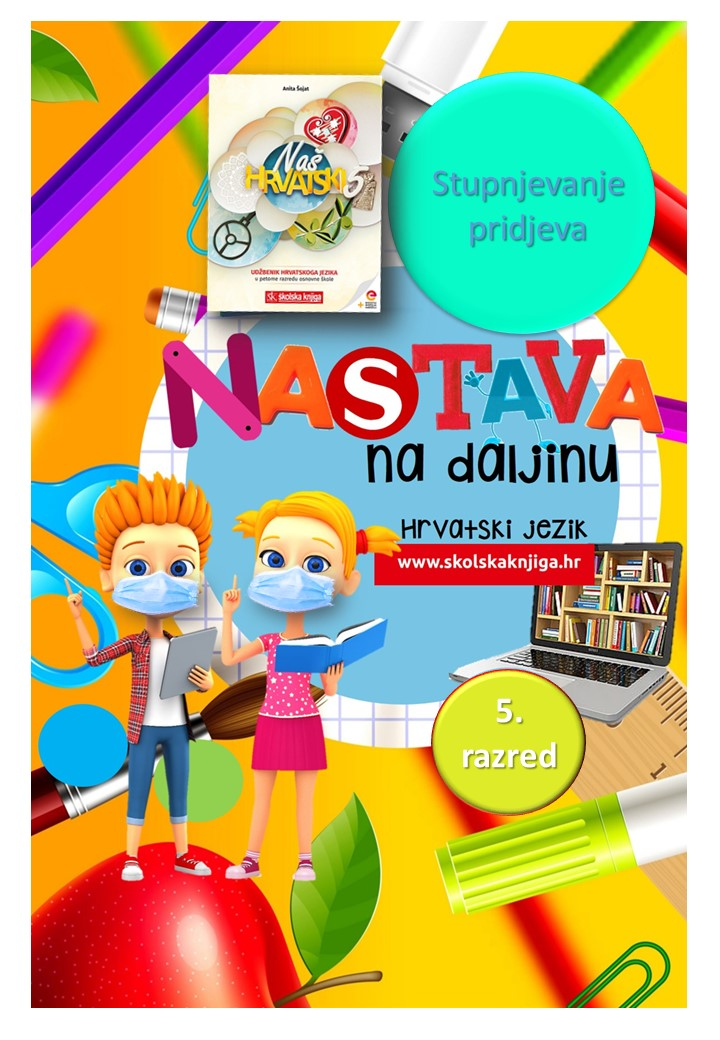 Anita Šojat
Naš
HRVATSKI 5
UDŽBENIK HRVATSKOGA JEZIKA
u petome razredu osnovne škole
ŠK školska knjiga
Stupnjevanje
pridjeva
NASTAVA
na daljinu
Hrvatski jezik
www.skolskaknjiga.hr
5.
razred